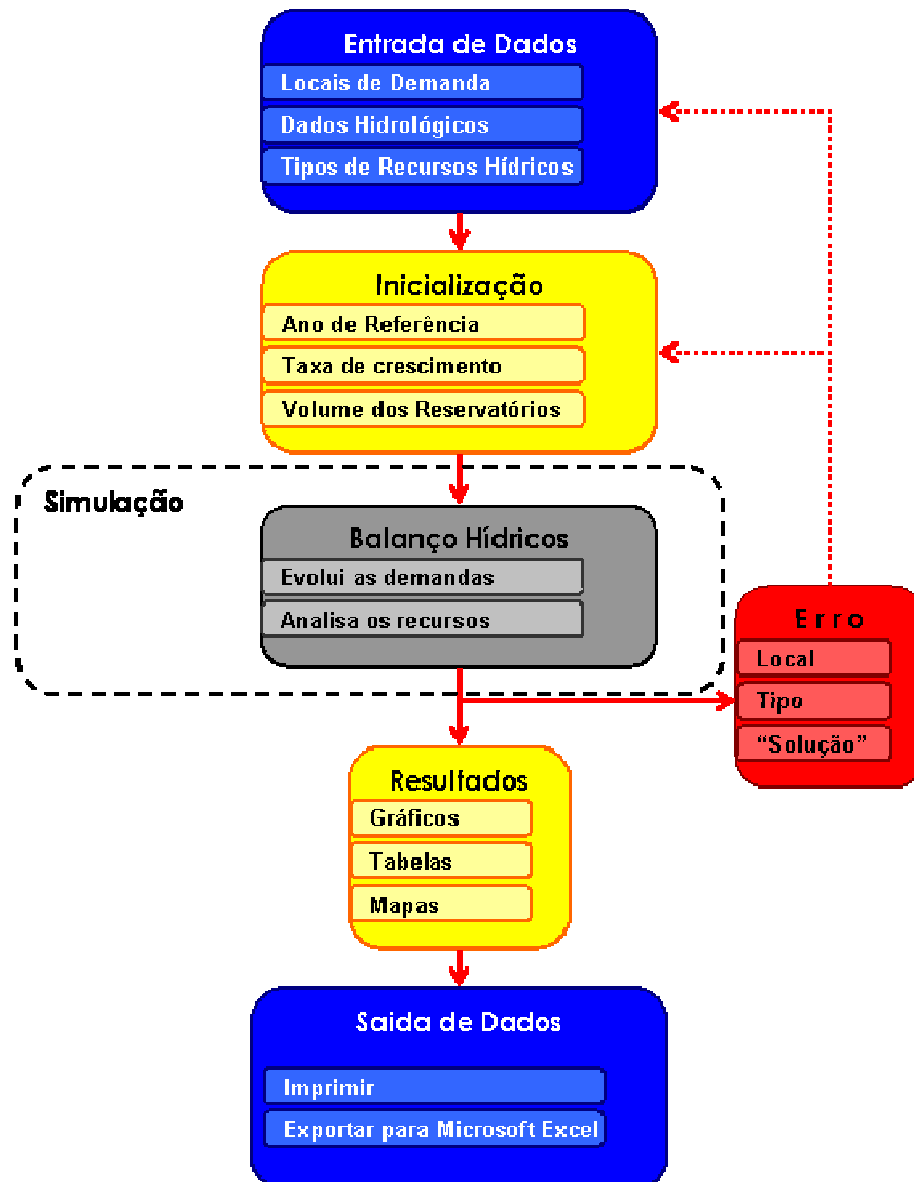 Entrada de Dados
Locais de Demanda
Dados Hidrológicos
Tipos de Recursos Hídricos
Inicialização
Ano de Referência
Taxa de crescimento
Volume dos Reservatórios
Simulação
Balanço Hídricos
Evolui as demandas
Analisa os recursos
Erro
Local
Tipo
“Solução”
Resultados
Gráficos
Tabelas
Mapas
Saida de Dados
Imprimir
Exportar para Microsoft Excel